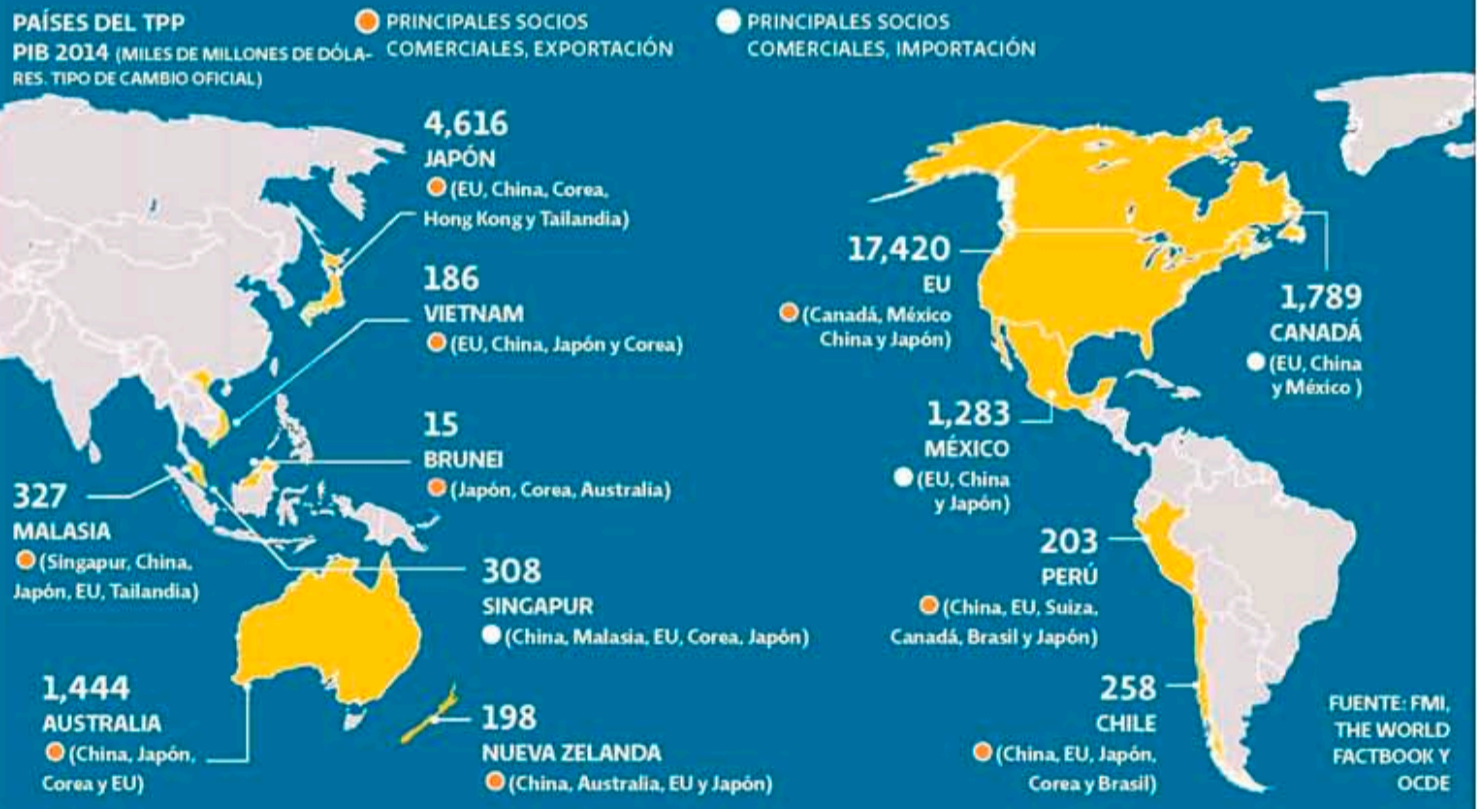 PAÍSES DEL TPP
PIB 2014 (MILES DE MILLONES DE DÓLA-
RES. TIPO DE CAMBIO OFICIAL)
PRINCIPALES SOCIOS
COMERCIALES, EXPORTACIÓN
PRINCIPALES SOCIOS
COMERCIALES, IMPORTACIÓN
4,616
JAPÓN
(EU, China, Corea,
Hong Kong y Tailandia)
186
VIETNAM
(EU, China, Japón y Corea)
15
BRUNEI
(Japón, Corea, Australia)
327
MALASIA
(Singapur, China,
Japón, EU, Tailandia)
308
SINGAPUR
(China, Malasia, EU, Corea, Japón)
1,444
AUSTRALIA
(China, Japón,
Corea y EU)
198
NUEVA ZELANDA
(China, Australia, EU y Japón)
17,420
EU
(Canadá, México
China y Japón)
1,789
CANADÁ
(EU, China
y México )
1,283
MÉXICO
(EU, China
y Japón)
203
PERÚ
(China, EU, Suiza,
Canadá, Brasil y Japón)
258
CHILE
(China, EU, Japón,
Corea y Brasil)
FUENTE: FMI,
THE WORLD
FACTBOOK Y
OCDE